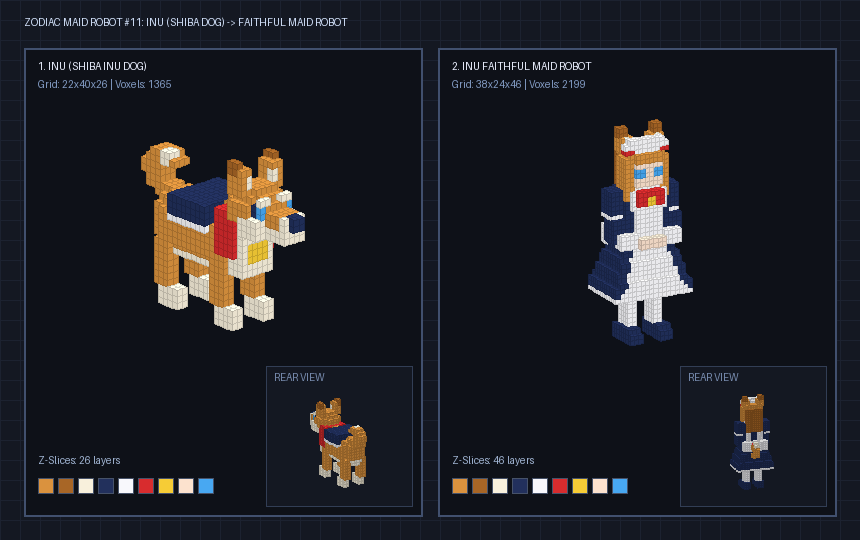 ZODIAC MAID ROBOT #11: INU (SHIBA DOG) -> FAITHFUL MAID ROBOT
1. INU (SHIBA INU DOG)
Grid: 22x40x26 | Voxels: 1365
REAR VIEW
Z-Slices: 26 layers
2. INU FAITHFUL MAID ROBOT
Grid: 38x24x46 | Voxels: 2199
REAR VIEW
Z-Slices: 46 layers